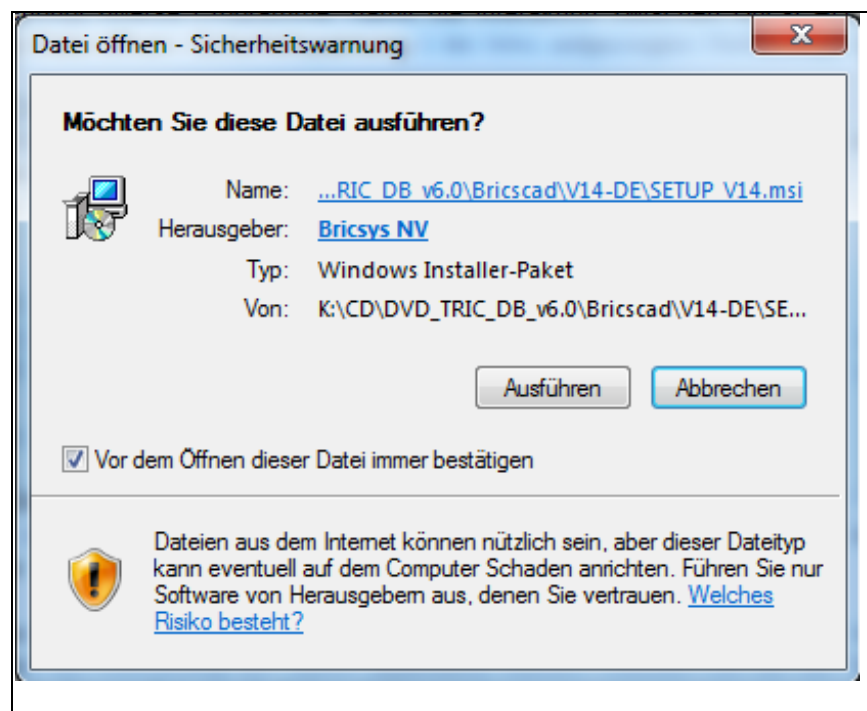 Datei öffnen - Sicherheitswarnung
Möchten Sie diese Datei ausführen?
Name: ...RIC_DB_v6.0\Bricscad\V14-DE\SETUP_V14.msi
Herausgeber: Bricsys NV
Typ: Windows Installer-Paket
Von: K:\CD\DVD_TRIC_DB_v6.0\Bricscad\V14-DE\SE...
Ausführen Abbrechen
Vor dem Öffnen dieser Datei immer bestätigen
Dateien aus dem Internet können nützlich sein, aber dieser Dateityp
kann eventuell auf dem Computer Schaden anrichten. Führen Sie nur
Software von Herausgebern aus, denen Sie vertrauen. Welches
Risiko besteht?